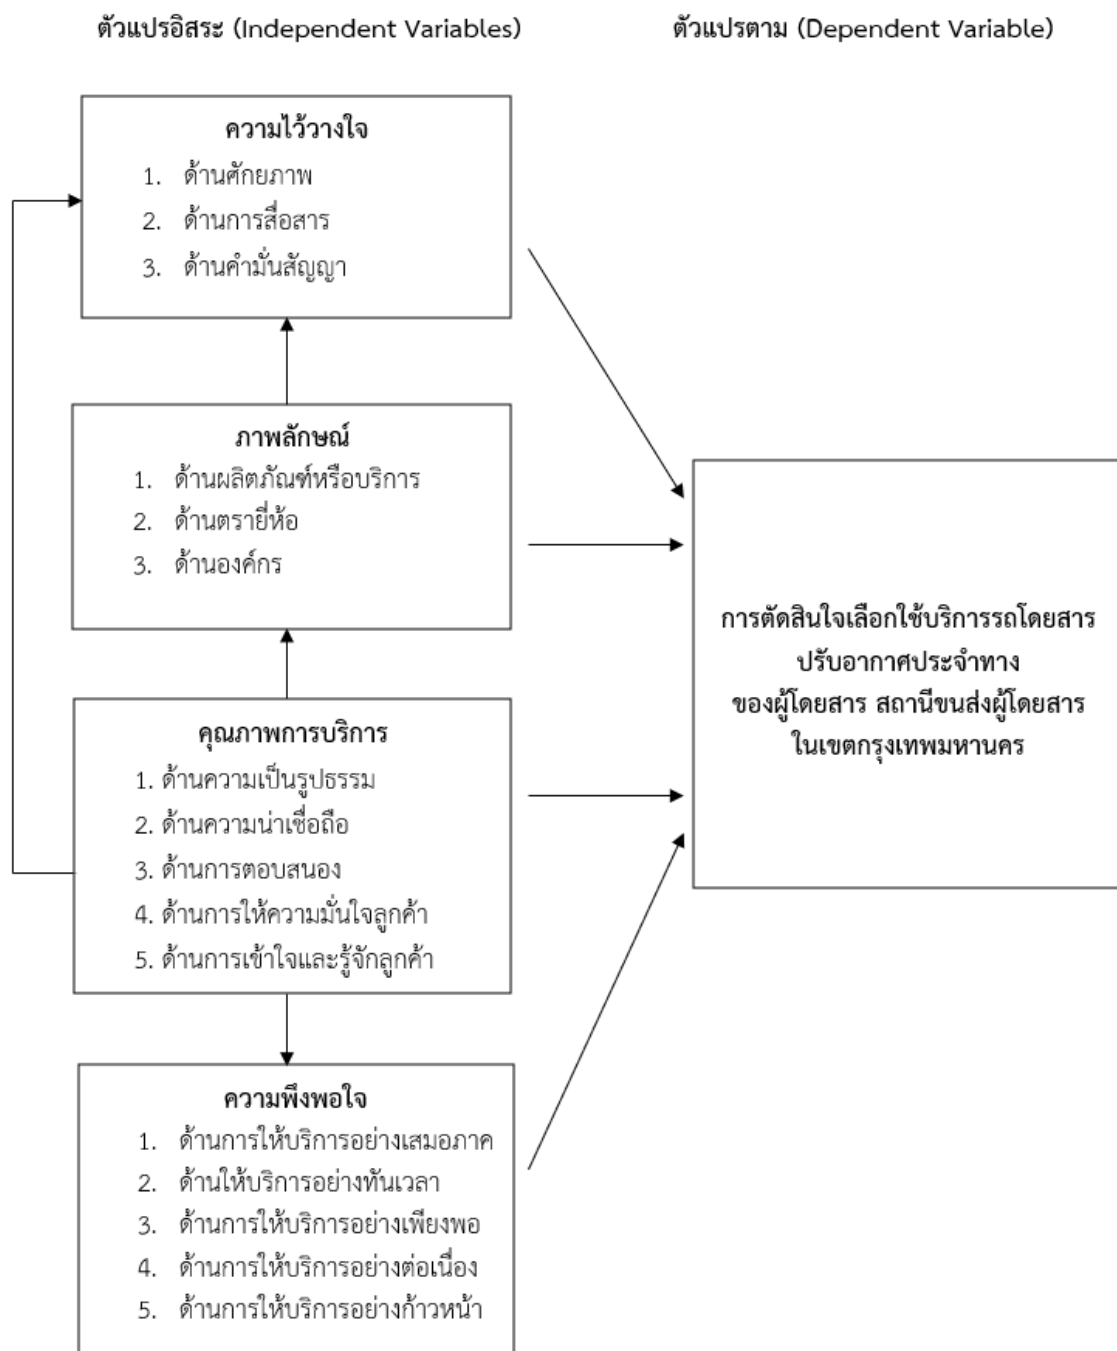 ตัวแปรอิสระ (Independent Variables)
ตัวแปรตาม (Dependent Variable)
ความไว้วางใจ
1. ด้านศักยภาพ
2. ด้านการสื่อสาร
3. ด้านคำมั่นสัญญา
ภาพลักษณ์
1. ด้านผลิตภัณฑ์หรือบริการ
2. ด้านตรายี่ห้อ
3. ด้านองค์กร
คุณภาพการบริการ
1. ด้านความเป็นรูปธรรม
2. ด้านความน่าเชื่อถือ
3. ด้านการตอบสนอง
4. ด้านการให้ความมั่นใจลูกค้า
5. ด้านการเข้าใจและรู้จักลูกค้า
ความพึงพอใจ
1. ด้านการให้บริการอย่างเสมอภาค
2. ด้านให้บริการอย่างทันเวลา
3. ด้านการให้บริการอย่างเพียงพอ
4. ด้านการให้บริการอย่างต่อเนื่อง
5. ด้านการให้บริการอย่างก้าวหน้า
การตัดสินใจเลือกใช้บริการรถโดยสาร
ปรับอากาศประจำทาง
ของผู้โดยสาร สถานีขนส่งผู้โดยสาร
ในเขตกรุงเทพมหานคร